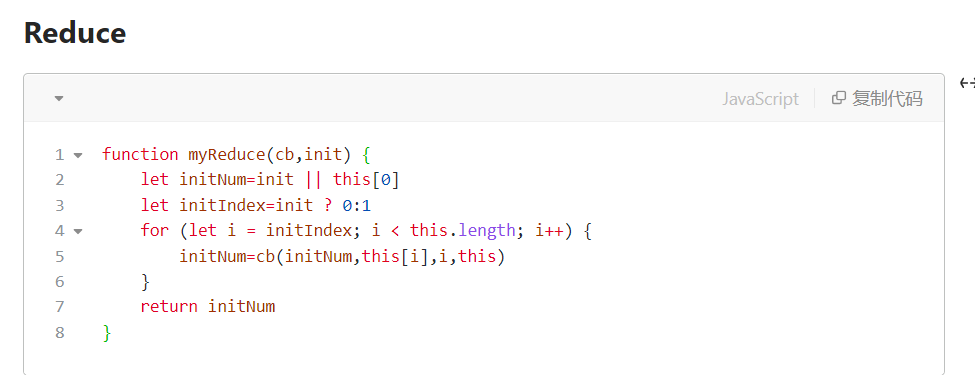 Reduce
JavaScript 复制代码
1 function myReduce(cb,init) {
2 let initNum=init || this[0]
3 let initIndex=init ? 0:1
4 for (let i = initIndex; i < this.length; i++) {
5 initNum=cb(initNum,this[i],i,this)
6 }
7 return initNum
8 }